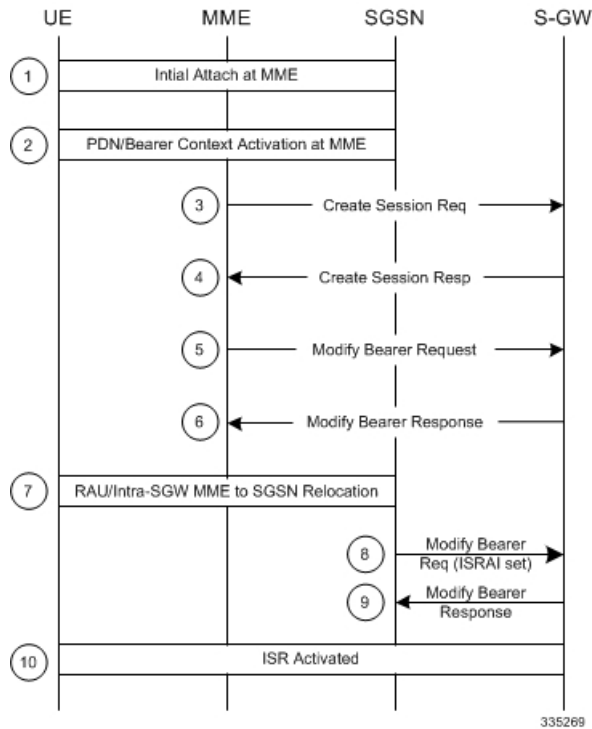 UE MME SGSN S-GW
1 Intial Attach at MME
2 PDN/Bearer Context Activation at MME
3 Create Session Req
4 Create Session Resp
5 Modify Bearer Request
6 Modify Bearer Response
7 RAU/Intra-SGW MME to SGSN Relocation
8 Modify Bearer
Req (ISRAI set)
9 Modify Bearer
Response
10 ISR Activated
335269